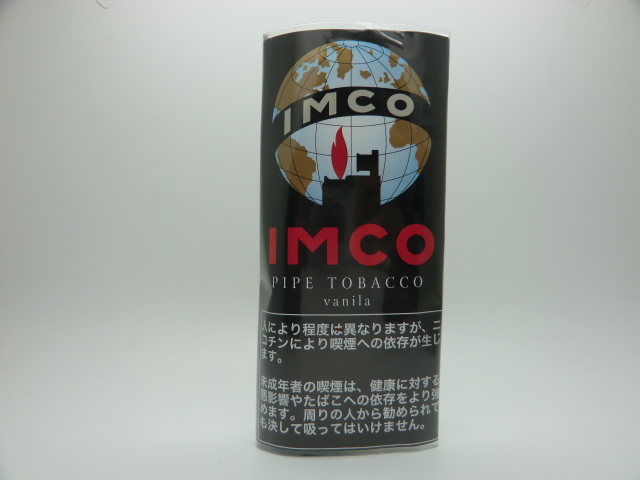 IMCO
IMCO
PIPE TOBACCO
vanila
人により程度は異なりますが、ニ
コチンにより喫煙への依存が生じ
ます。
未成年者の喫煙は、健康に対する
悪影響やたばこへの依存をより強
めます。周りの人から勧められて
も決して吸ってはいけません。